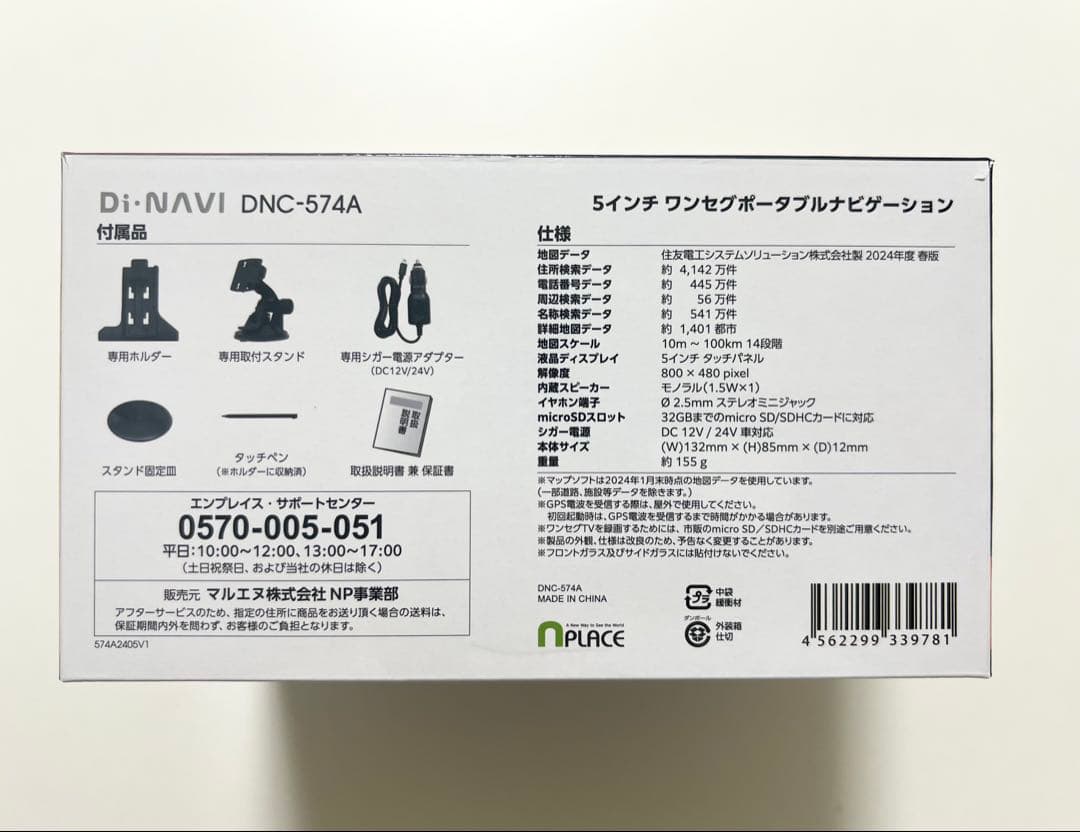 Di・NAVI DNC-574A
付属品
専用ホルダー
専用取付スタンド
専用シガー電源アダプター
(DC12V/24V)
取扱
説明書
スタンド固定皿
タッチペン
(※ホルダーに収納済)
取扱説明書 兼 保証書
エンプレイス・サポートセンター
0570-005-051
平日:10:00~12:00、13:00~17:00
(土日祝祭日、および当社の休日は除く)
販売元 マルエヌ株式会社 NP事業部
アフターサービスのため、指定の住所に商品をお送り頂く場合の送料は、
保証期間内外を問わず、お客様のご負担となります。
574A2405V1
5インチ ワンセグポータブルナビゲーション
仕様
地図データ 住友電工システムソリューション株式会社製 2024年度 春版
住所検索データ 約 4,142 万件
電話番号データ 約 445 万件
周辺検索データ 約 56 万件
名称検索データ 約 541 万件
詳細地図データ 約 1,401 都市
地図スケール 10m ~ 100km 14段階
液晶ディスプレイ 5インチ タッチパネル
解像度 800 × 480 pixel
内蔵スピーカー モノラル(1.5W×1)
イヤホン端子 Ø 2.5mm ステレオミニジャック
microSDスロット 32GBまでのmicro SD/SDHCカードに対応
シガー電源 DC 12V / 24V 車対応
本体サイズ (W)132mm × (H)85mm × (D)12mm
重量 約 155 g
※マップソフトは2024年1月末時点の地図データを使用しています。
(一部道路、施設等データを除きます。)
※GPS電波を受信する際は、屋外で使用してください。
初回起動時は、GPS電波を受信するまで時間がかかる場合があります。
※ワンセグTVを録画するためには、市販のmicro SD/SDHCカードを別途ご用意ください。
※製品の外観、仕様は改良のため、予告なく変更することがあります。
※フロントガラス及びサイドガラスには貼付けないでください。
DNC-574A
MADE IN CHINA
A New Way to See the World
nPLACE
プラ
中袋
緩衝材
ダンボール
外装箱
仕切
4 562299 339781